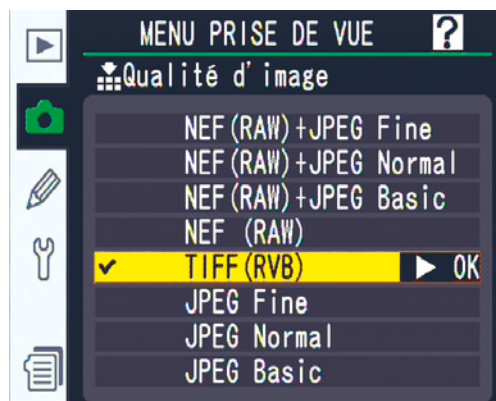 MENU PRISE DE VUE ?
Qualité d'image
NEF(RAW)+JPEG Fine
NEF(RAW)+JPEG Normal
NEF(RAW)+JPEG Basic
NEF (RAW)
TIFF(RVB) OK
JPEG Fine
JPEG Normal
JPEG Basic